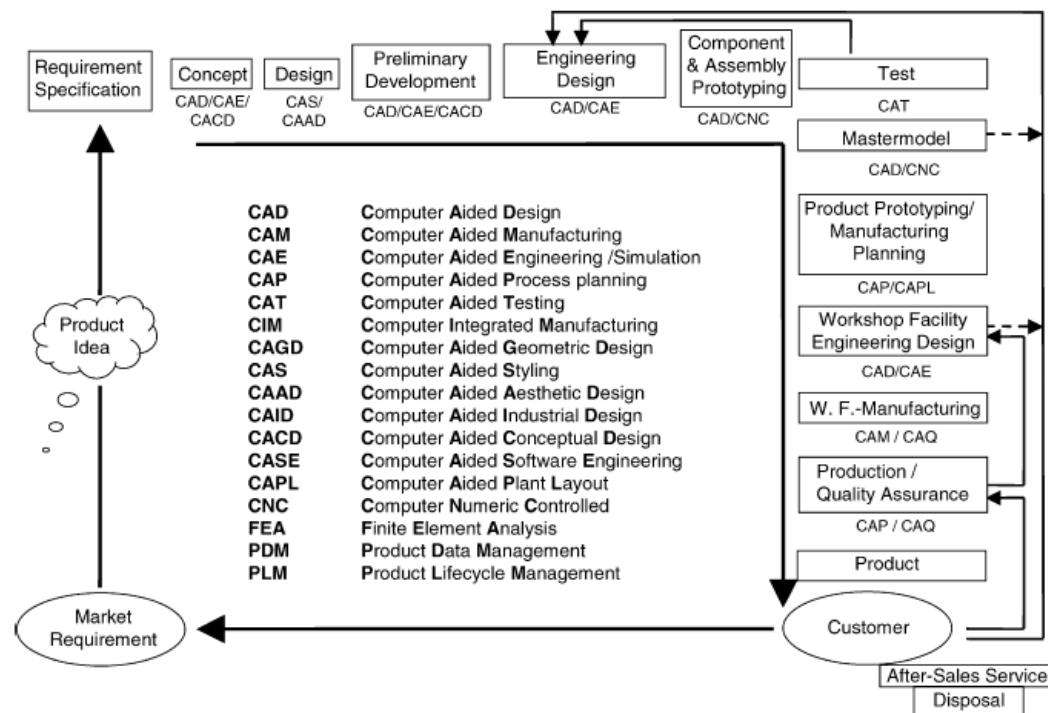 Requirement
Specification
Concept
CAD/CAE/
CACD
Design
CAS/
CAAD
Preliminary
Development
CAD/CAE/CACD
Engineering
Design
CAD/CAE
Component
& Assembly
Prototyping
CAD/CNC
Test
CAT
Mastermodel
CAD/CNC
Product Prototyping/
Manufacturing
Planning
CAP/CAPL
Workshop Facility
Engineering Design
CAD/CAE
W. F.-Manufacturing
CAM / CAQ
Production /
Quality Assurance
CAP / CAQ
Product
Customer
After-Sales Service
Disposal
Market
Requirement
Product
Idea
CAD Computer Aided Design
CAM Computer Aided Manufacturing
CAE Computer Aided Engineering /Simulation
CAP Computer Aided Process planning
CAT Computer Aided Testing
CIM Computer Integrated Manufacturing
CAGD Computer Aided Geometric Design
CAS Computer Aided Styling
CAAD Computer Aided Aesthetic Design
CAID Computer Aided Industrial Design
CACD Computer Aided Conceptual Design
CASE Computer Aided Software Engineering
CAPL Computer Aided Plant Layout
CNC Computer Numeric Controlled
FEA Finite Element Analysis
PDM Product Data Management
PLM Product Lifecycle Management